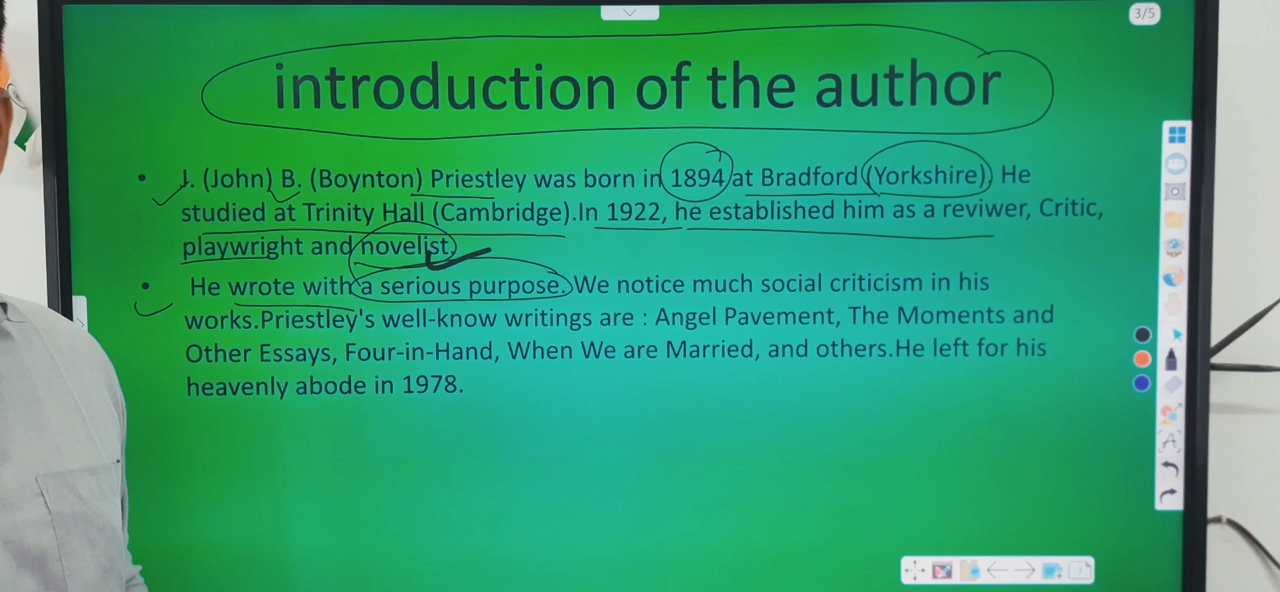 3/5
introduction of the author
• J. (John) B. (Boynton) Priestley was born in 1894 at Bradford (Yorkshire). He
studied at Trinity Hall (Cambridge).In 1922, he established him as a reviwer, Critic,
playwright and novelist.
• He wrote with a serious purpose. We notice much social criticism in his
works.Priestley's well-know writings are : Angel Pavement, The Moments and
Other Essays, Four-in-Hand, When We are Married, and others.He left for his
heavenly abode in 1978.